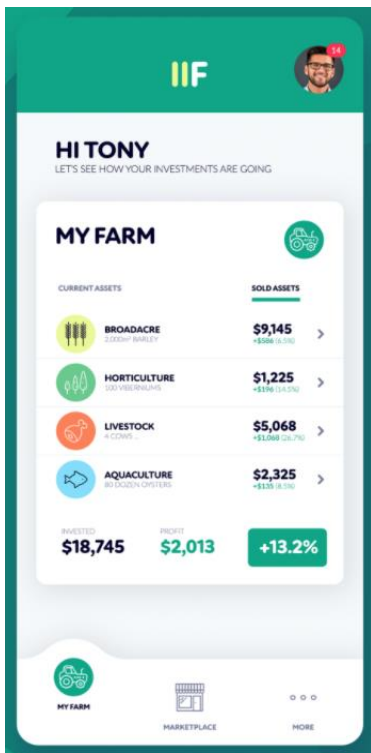 14
IIF
HI TONY
LET'S SEE HOW YOUR INVESTMENTS ARE GOING
MY FARM
CURRENT ASSETS SOLD ASSETS
BROADACRE $9,145
2,000m² BARLEY +$586 (6.5%)
HORTICULTURE $1,225
100 VIBERNIUMS +$196 (14.5%)
LIVESTOCK $5,068
4 COWS .. +$1,068 (26.7%)
AQUACULTURE $2,325
80 DOZEN OYSTERS +$135 (8.5%)
INVESTED PROFIT
$18,745 $2,013 +13.2%
MY FARM MARKETPLACE MORE